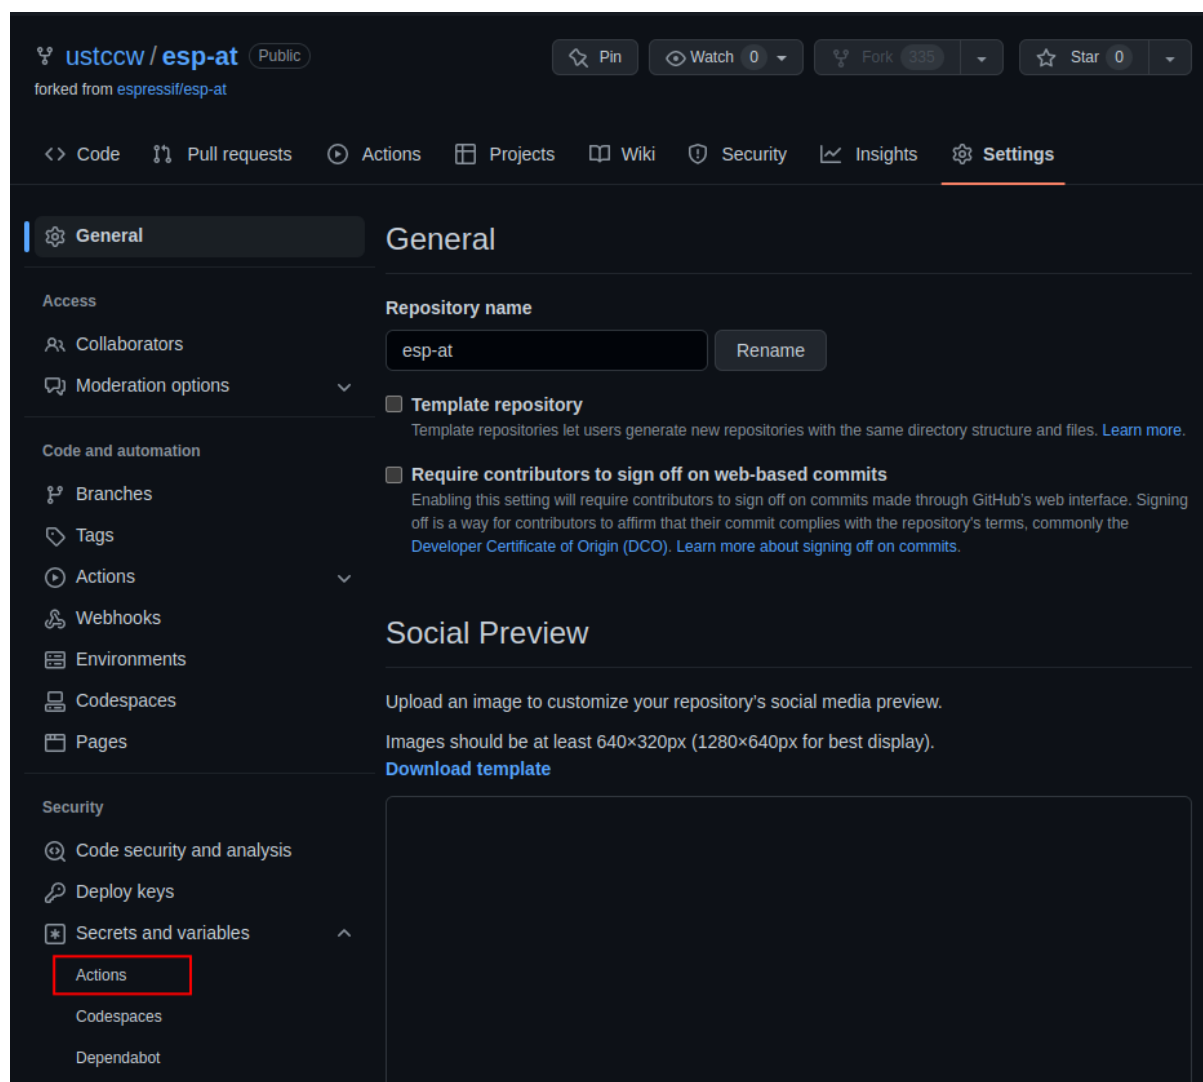 ustccw / esp-at Public
Pin
Watch 0
Fork 335
Star 0
forked from espressif/esp-at
Code
Pull requests
Actions
Projects
Wiki
Security
Insights
Settings
General
Access
Collaborators
Moderation options
Code and automation
Branches
Tags
Actions
Webhooks
Environments
Codespaces
Pages
Security
Code security and analysis
Deploy keys
Secrets and variables
Actions
Codespaces
Dependabot
General
Repository name
esp-at
Rename
Template repository
Template repositories let users generate new repositories with the same directory structure and files. Learn more.
Require contributors to sign off on web-based commits
Enabling this setting will require contributors to sign off on commits made through GitHub's web interface. Signing
off is a way for contributors to affirm that their commit complies with the repository's terms, commonly the
Developer Certificate of Origin (DCO). Learn more about signing off on commits.
Social Preview
Upload an image to customize your repository's social media preview.
Images should be at least 640×320px (1280×640px for best display).
Download template